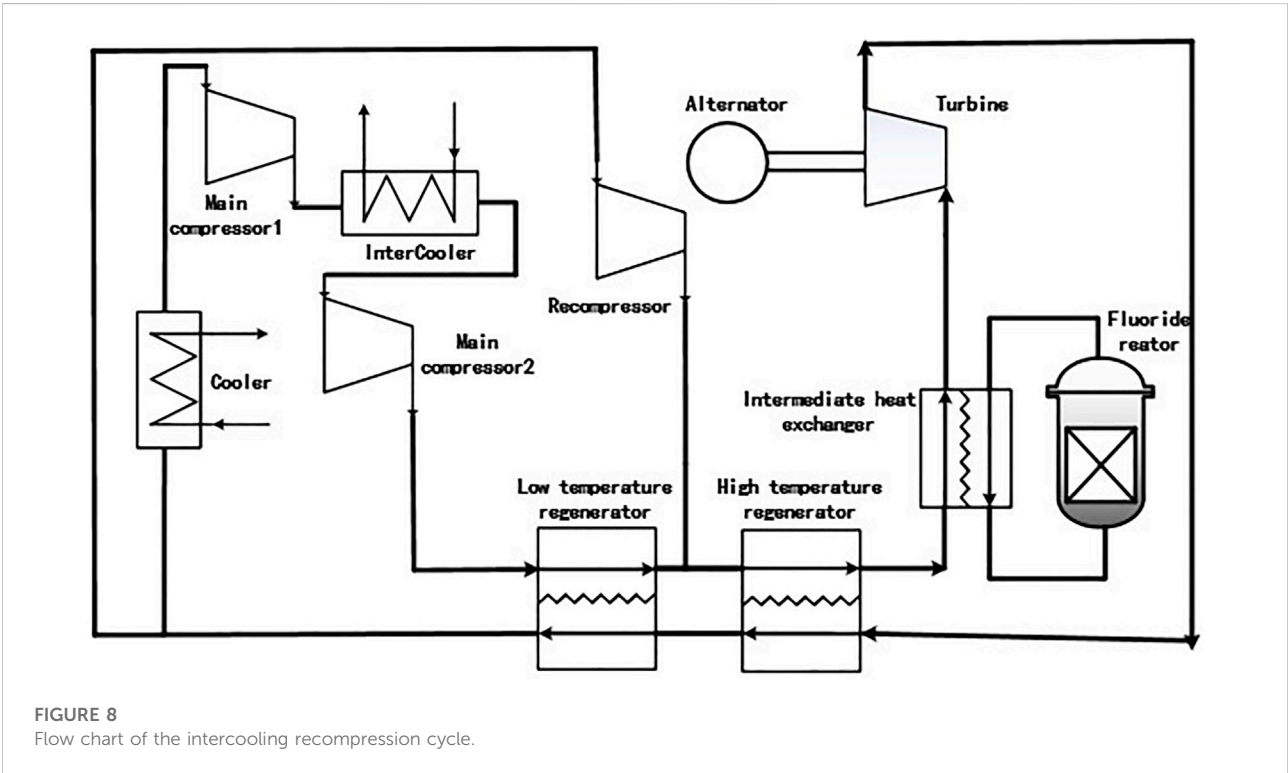 Alternator
Turbine
Main
compressor1
InterCooler
Recompressor
Main
compressor2
Cooler
Fluoride
reator
Intermediate heat
exchanger
Low temperature
regenerator
High temperature
regenerator
FIGURE 8
Flow chart of the intercooling recompression cycle.